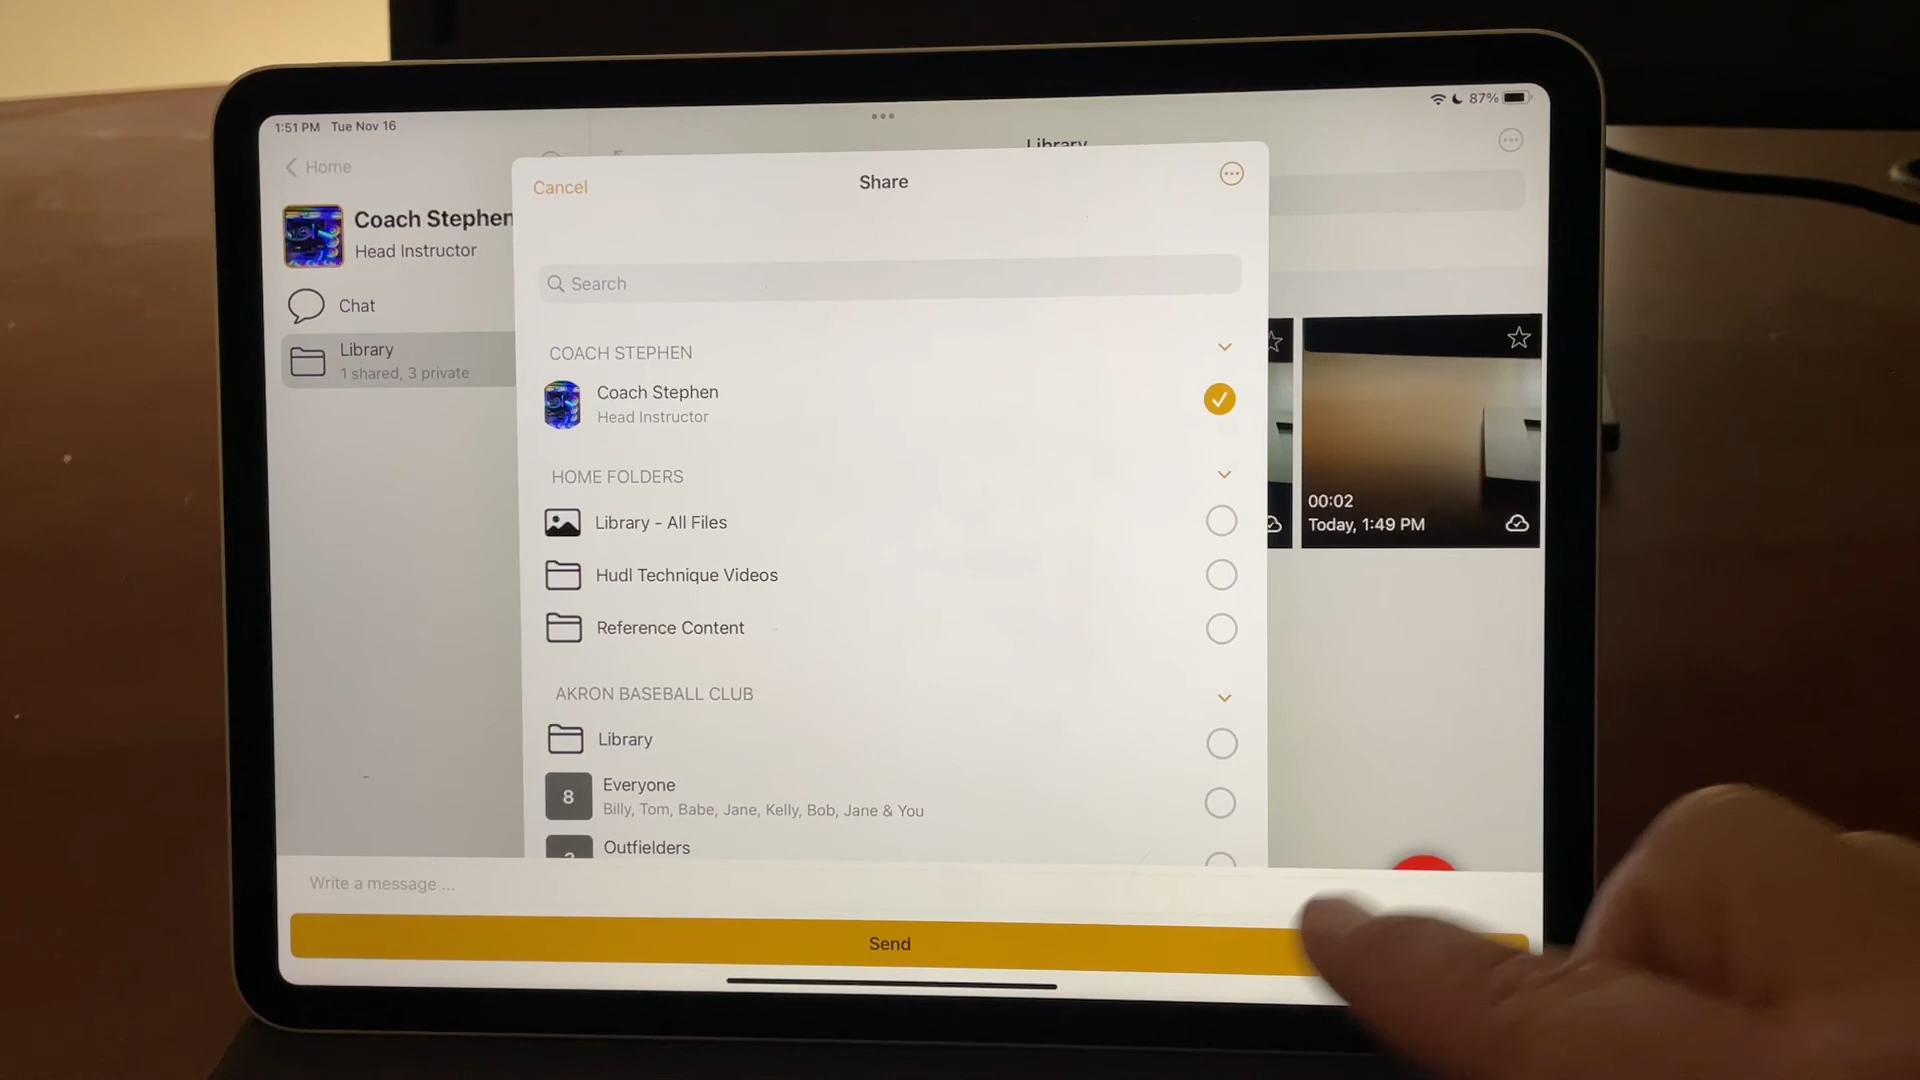 1:51 PM Tue Nov 16
87%
Home
Library
Cancel
Share
Coach Stephen
Head Instructor
Search
Chat
Library
1 shared, 3 private
COACH STEPHEN
Coach Stephen
Head Instructor
HOME FOLDERS
Library - All Files
00:02
Today, 1:49 PM
Hudl Technique Videos
Reference Content
AKRON BASEBALL CLUB
Library
8
Everyone
Billy, Tom, Babe, Jane, Kelly, Bob, Jane & You
Outfielders
Write a message ...
Send